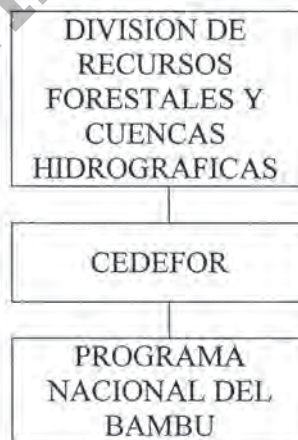 DIVISION DE
RECURSOS
FORESTALES Y
CUENCAS
HIDROGRAFICAS
CEDEFOR
PROGRAMA
NACIONAL DEL
BAMBU